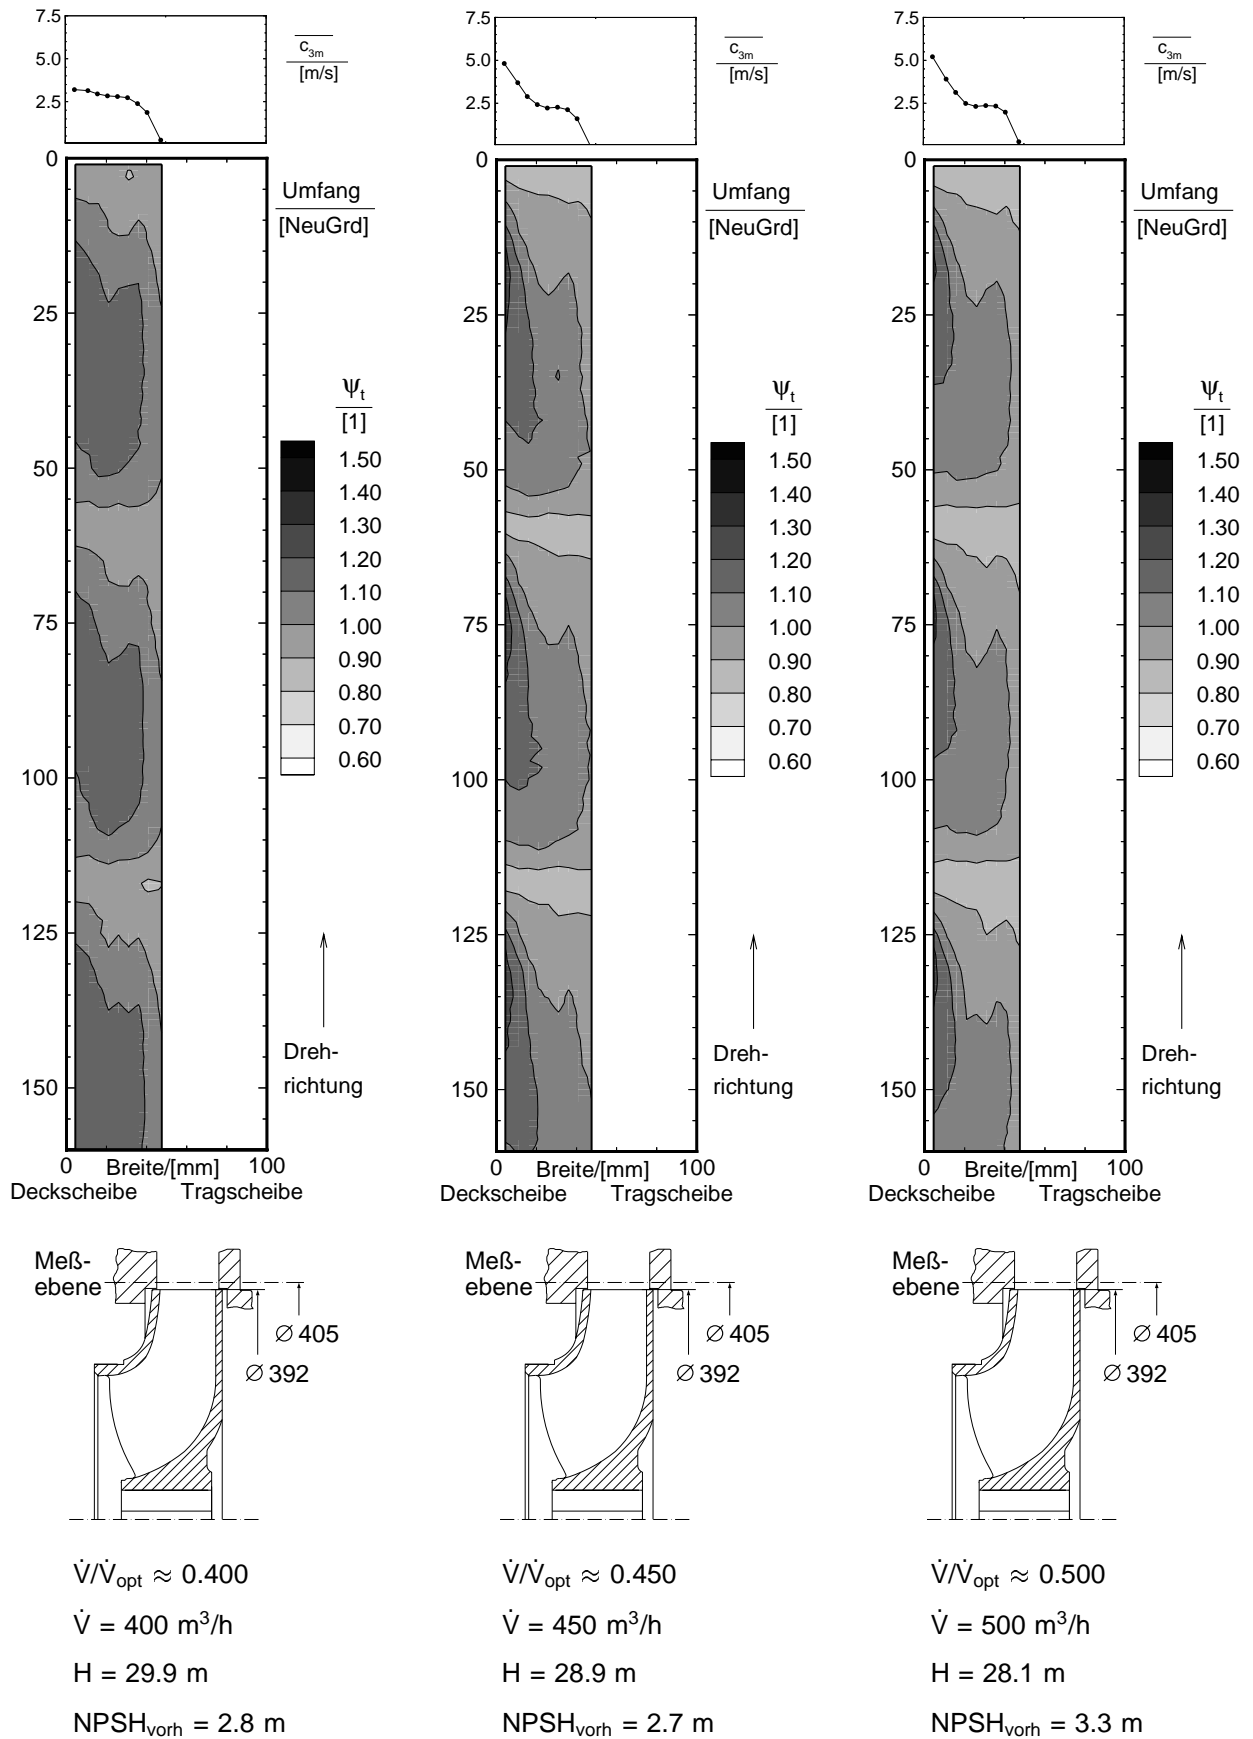 7.5
5.0
2.5
c3m
[m/s]
0
25
50
75
100
125
150
Umfang
[NeuGrd]
ψt
[1]
1.50
1.40
1.30
1.20
1.10
1.00
0.90
0.80
0.70
0.60
Dreh-
richtung
0 Breite/[mm] 100
Deckscheibe Tragscheibe
Meß-
ebene
∅ 405
∅ 392
V̇/V̇opt ≈ 0.400
V̇ = 400 m³/h
H = 29.9 m
NPSHvorh = 2.8 m
7.5
5.0
2.5
c3m
[m/s]
0
25
50
75
100
125
150
Umfang
[NeuGrd]
ψt
[1]
1.50
1.40
1.30
1.20
1.10
1.00
0.90
0.80
0.70
0.60
Dreh-
richtung
0 Breite/[mm] 100
Deckscheibe Tragscheibe
Meß-
ebene
∅ 405
∅ 392
V̇/V̇opt ≈ 0.450
V̇ = 450 m³/h
H = 28.9 m
NPSHvorh = 2.7 m
7.5
5.0
2.5
c3m
[m/s]
0
25
50
75
100
125
150
Umfang
[NeuGrd]
ψt
[1]
1.50
1.40
1.30
1.20
1.10
1.00
0.90
0.80
0.70
0.60
Dreh-
richtung
0 Breite/[mm] 100
Deckscheibe Tragscheibe
Meß-
ebene
∅ 405
∅ 392
V̇/V̇opt ≈ 0.500
V̇ = 500 m³/h
H = 28.1 m
NPSHvorh = 3.3 m